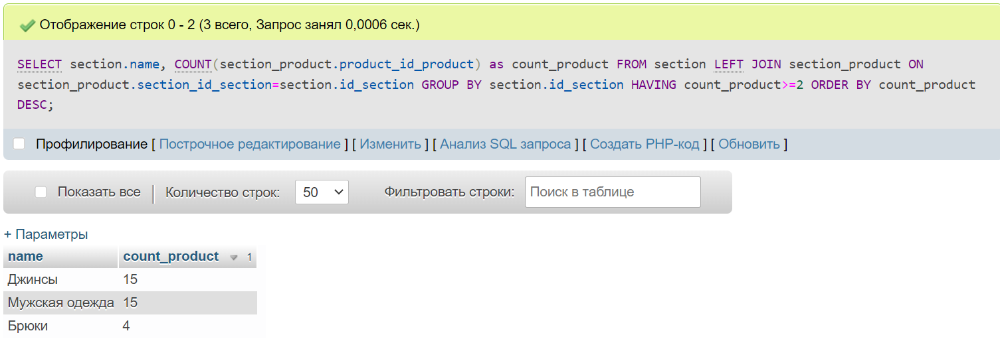 Отображение строк 0 - 2 (3 всего, Запрос занял 0,0006 сек.)
SELECT section.name, COUNT(section_product.product_id_product) as count_product FROM section LEFT JOIN section_product ON
section_product.section_id_section=section.id_section GROUP BY section.id_section HAVING count_product>=2 ORDER BY count_product
DESC;
Профилирование [ Построчное редактирование ] [ Изменить ] [ Анализ SQL запроса ] [ Создать PHP-код ] [ Обновить ]
Показать все | Количество строк: 50 Фильтровать строки: Поиск в таблице
+ Параметры
name count_product 1
Джинсы 15
Мужская одежда 15
Брюки 4